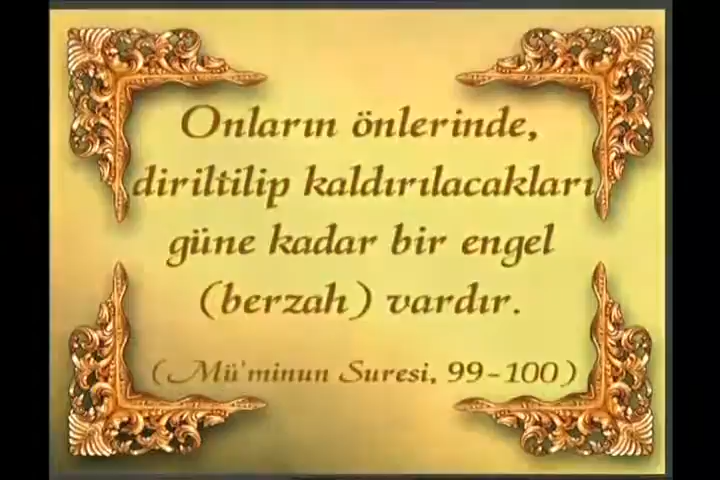 Onların önlerinde,
diriltilip kaldırılacakları
güne kadar bir engel
(berzah) vardır.
(Mü'minun Suresi, 99-100)